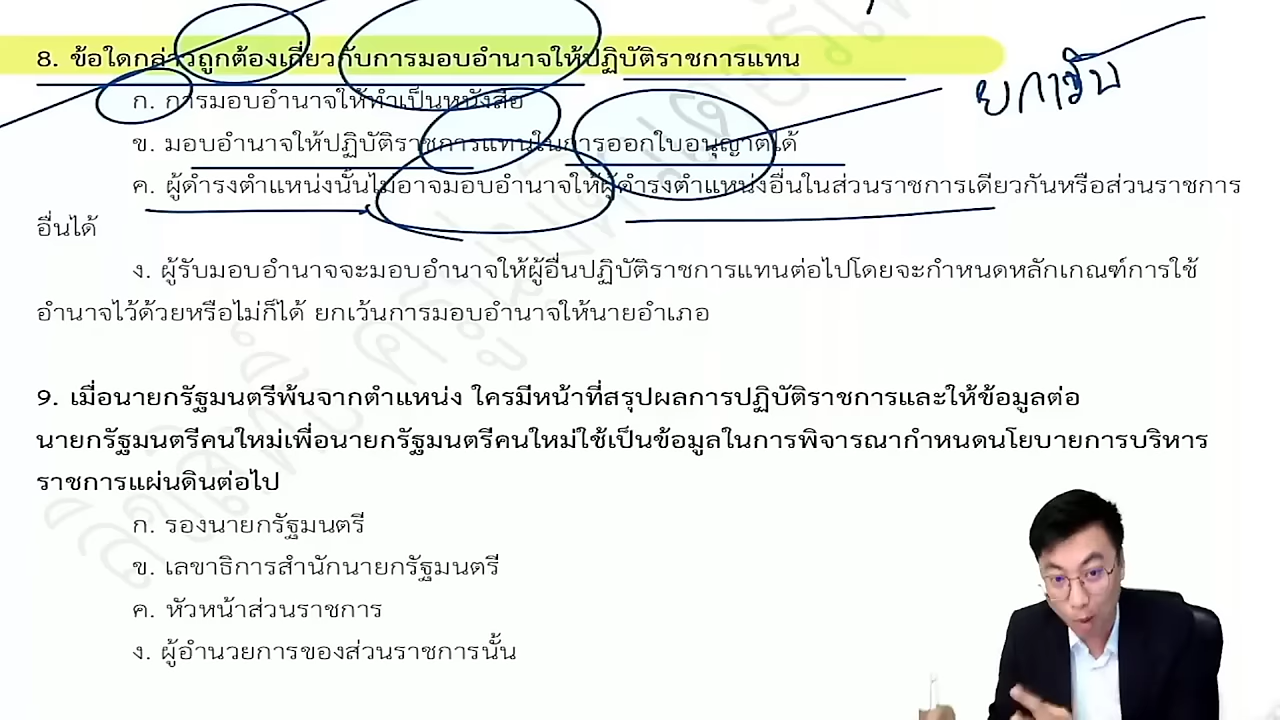 8. ข้อใดกล่าวถูกต้องเกี่ยวกับการมอบอำนาจให้ปฏิบัติราชการแทน
ก. การมอบอำนาจให้ทำเป็นหนังสือ
ข. มอบอำนาจให้ปฏิบัติราชการแทนในการออกใบอนุญาตได้
ค. ผู้ดำรงตำแหน่งนั้นไม่อาจมอบอำนาจให้ผู้ดำรงตำแหน่งอื่นในส่วนราชการเดียวกันหรือส่วนราชการ
อื่นได้
ง. ผู้รับมอบอำนาจจะมอบอำนาจให้ผู้อื่นปฏิบัติราชการแทนต่อไปโดยจะกำหนดหลักเกณฑ์การใช้
อำนาจไว้ด้วยหรือไม่ก็ได้ ยกเว้นการมอบอำนาจให้นายอำเภอ
9. เมื่อนายกรัฐมนตรีพ้นจากตำแหน่ง ใครมีหน้าที่สรุปผลการปฏิบัติราชการและให้ข้อมูลต่อ
นายกรัฐมนตรีคนใหม่เพื่อนายกรัฐมนตรีคนใหม่ใช้เป็นข้อมูลในการพิจารณากำหนดนโยบายการบริหาร
ราชการแผ่นดินต่อไป
ก. รองนายกรัฐมนตรี
ข. เลขาธิการสำนักนายกรัฐมนตรี
ค. หัวหน้าส่วนราชการ
ง. ผู้อำนวยการของส่วนราชการนั้น